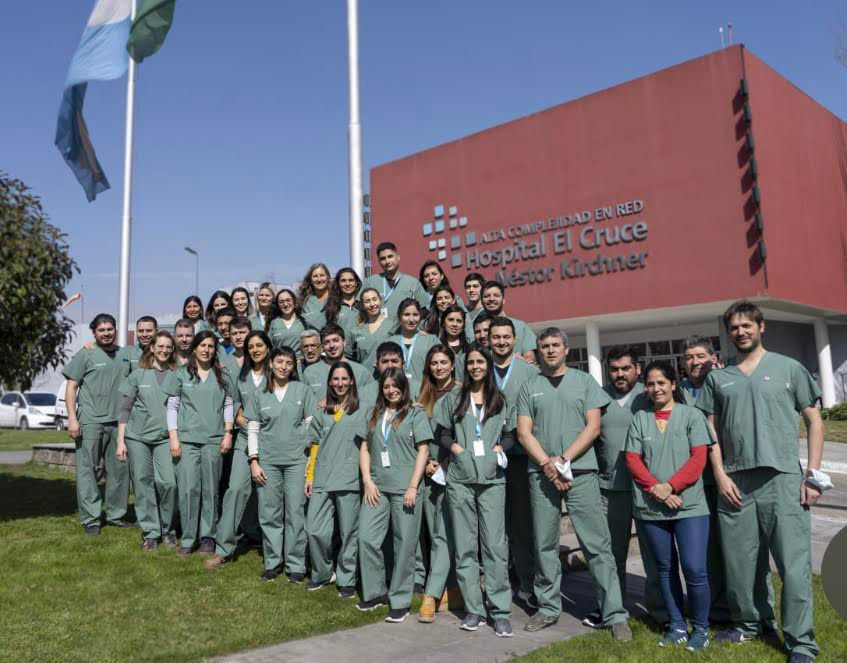 ALTA COMPLEJIDAD EN RED
Hospital El Cruce
Néstor Kirchner